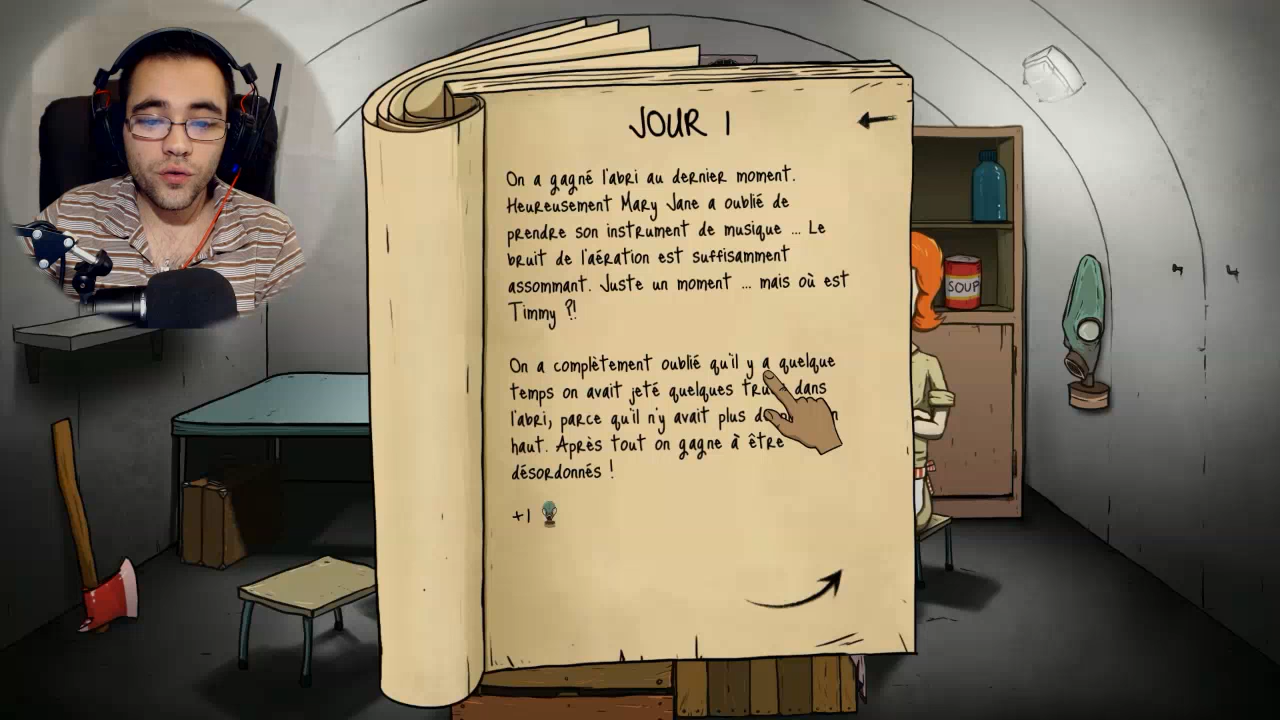 JOUR 1
On a gagné l'abri au dernier moment.
Heureusement Mary Jane a oublié de
prendre son instrument de musique ... Le
bruit de l'aération est suffisamment
assommant. Juste un moment ... mais où est
Timmy ?!
On a complètement oublié qu'il y a quelque
temps on avait jeté quelques dans
l'abri, parce qu'il n'y avait plus
haut. Après tout on gagne à être
désordonnés !
+1
SOUP